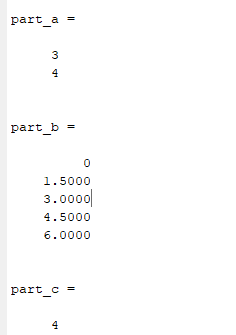 part_a =
3
4
part_b =
0
1.5000
3.0000
4.5000
6.0000
part_c =
4